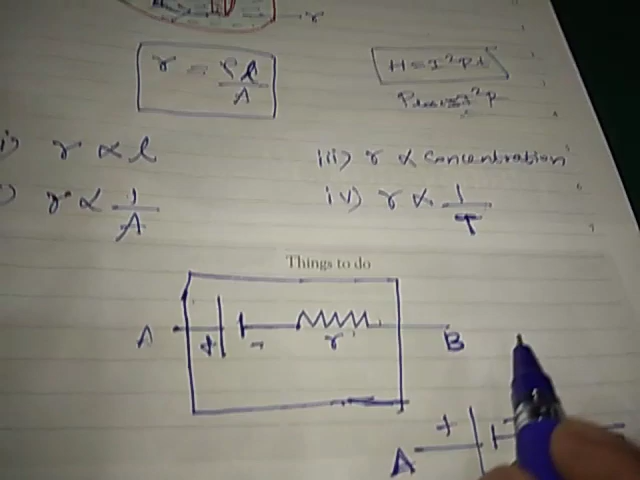 r
r = ρl/A
H = I²rt
i) r ∝ l
iii) r ∝ Concentration
r ∝ 1/A
iv) r ∝ 1/T
Things to do
A + - r B
A +